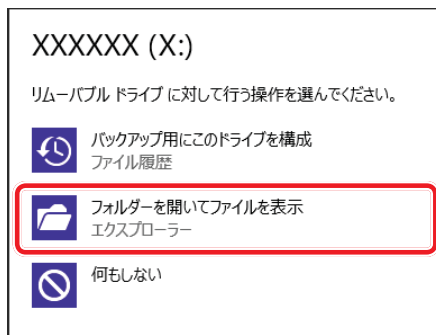 XXXXXX (X:)
リムーバブル ドライブ に対して行う操作を選んでください。
バックアップ用にこのドライブを構成
ファイル履歴
フォルダーを開いてファイルを表示
エクスプローラー
何もしない